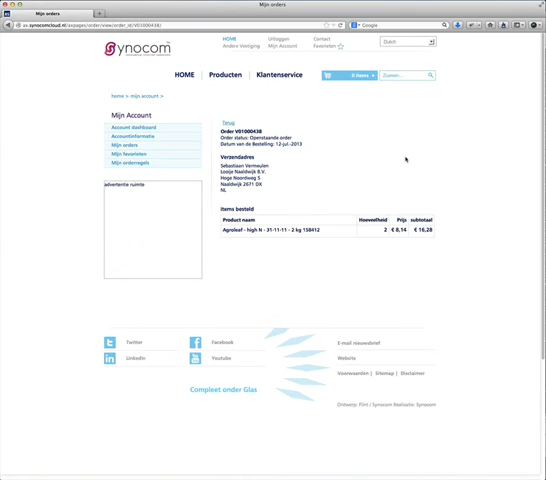 Mijn orders
Mijn orders
ax.synocomcloud.nl/axpages/order/view/order_id/V01000438/
Google
synocom
HOME Uitloggen Contact
Andere Vestiging Mijn Account Favorieten
Dutch
HOME Producten Klantenservice
0 items
Zoeken...
home > mijn account >
Mijn Account
Account dashboard
Accountinformatie
Mijn orders
Mijn favorieten
Mijn orderregels
advertentie ruimte
Terug
Order V01000438
Order status: Openstaande order
Datum van de Bestelling: 12-jul.-2013
Verzendadres
Sebastiaan Vermeulen
Looije Naaldwijk B.V.
Hoge Noordweg 5
Naaldwijk 2671 DX
NL
Items besteld
Product naam Hoeveelheid Prijs subtotaal
Agroleaf - high N - 31-11-11 - 2 kg 158412 2 € 8,14 € 16,28
Twitter Facebook
Linkedin Youtube
E-mail nieuwsbrief
Website
Voorwaarden | Sitemap | Disclaimer
Compleet onder Glas
Ontwerp: Flint / Synocom Realisatie: Synocom